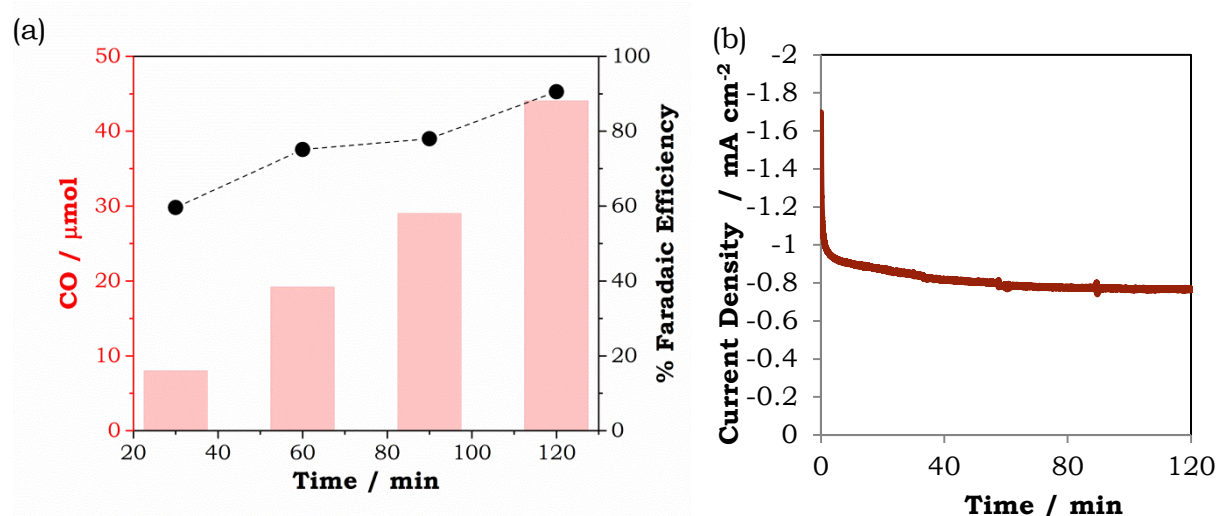 (a)
50
40
30
20
10
0
CO / μmol
100
80
60
40
20
0
% Faradaic Efficiency
20 40 60 80 100 120
Time / min
(b)
-2
-1.8
-1.6
-1.4
-1.2
-1
-0.8
-0.6
-0.4
-0.2
0
Current Density / mA cm⁻²
0 40 80 120
Time / min